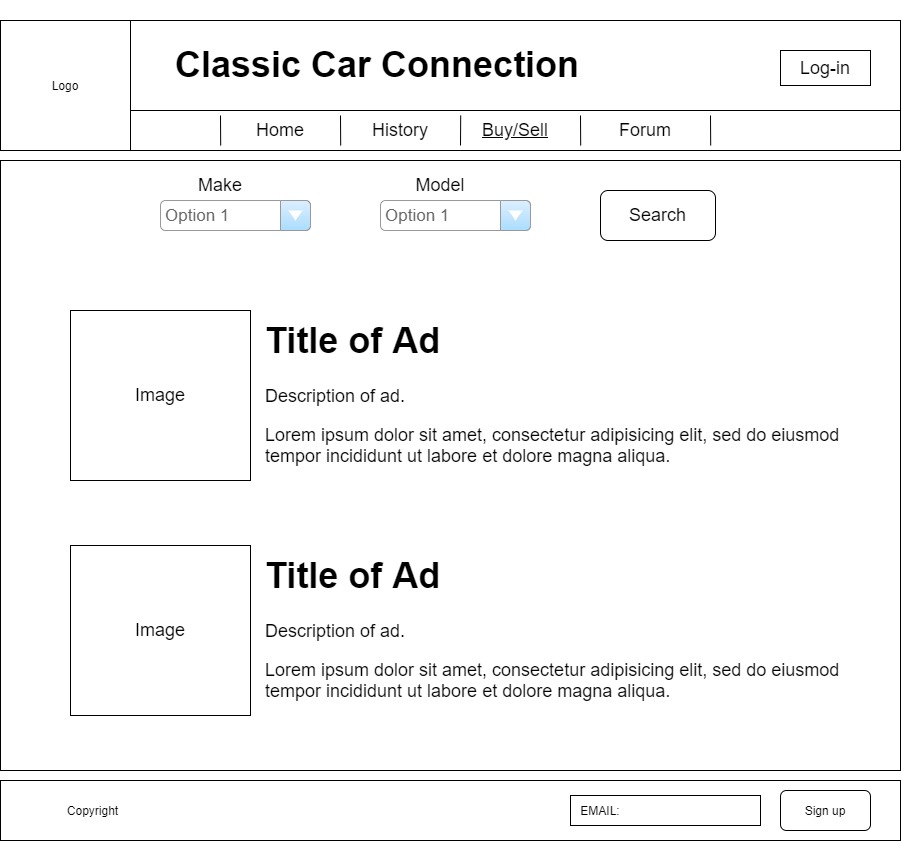 Logo
Classic Car Connection
Log-in
Home
History
Buy/Sell
Forum
Make
Model
Option 1
Option 1
Search
Image
Title of Ad
Description of ad.
Lorem ipsum dolor sit amet, consectetur adipisicing elit, sed do eiusmod
tempor incididunt ut labore et dolore magna aliqua.
Image
Title of Ad
Description of ad.
Lorem ipsum dolor sit amet, consectetur adipisicing elit, sed do eiusmod
tempor incididunt ut labore et dolore magna aliqua.
Copyright
EMAIL:
Sign up